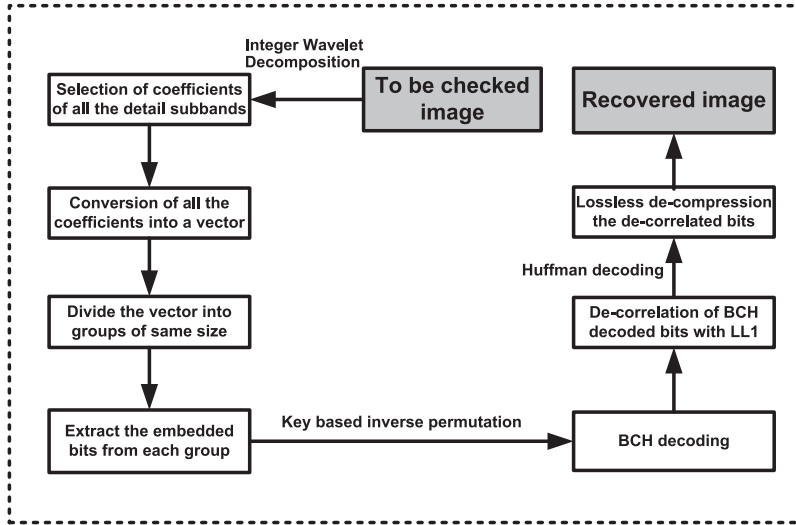 Integer Wavelet
Decomposition
To be checked
image
Selection of coefficients
of all the detail subbands
Conversion of all the
coefficients into a vector
Divide the vector into
groups of same size
Extract the embedded
bits from each group
Key based inverse permutation
BCH decoding
De-correlation of BCH
decoded bits with LL1
Huffman decoding
Lossless de-compression
the de-correlated bits
Recovered image